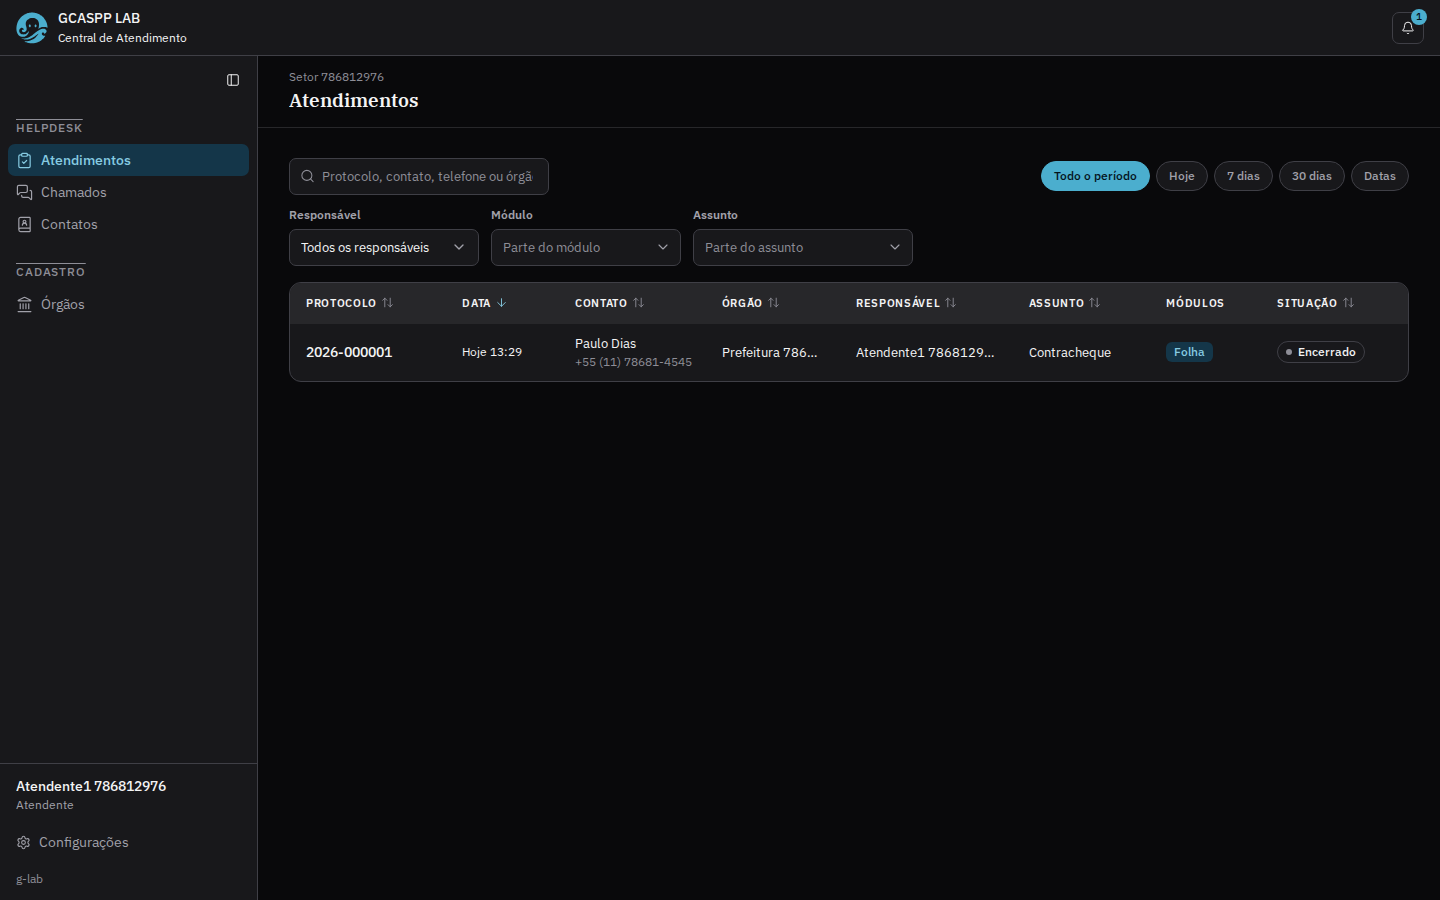 GCASPP LAB
Central de Atendimento
1
HELPDESK
Atendimentos
Chamados
Contatos
CADASTRO
Órgãos
Atendente1 786812976
Atendente
Configurações
g-lab
Setor 786812976
Atendimentos
Protocolo, contato, telefone ou órgã
Todo o período Hoje 7 dias 30 dias Datas
Responsável Módulo Assunto
Todos os responsáveis Parte do módulo Parte do assunto
PROTOCOLO DATA CONTATO ÓRGÃO RESPONSÁVEL ASSUNTO MÓDULOS SITUAÇÃO
2026-000001 Hoje 13:29 Paulo Dias Prefeitura 786... Atendente1 7868129... Contracheque Folha Encerrado
+55 (11) 78681-4545